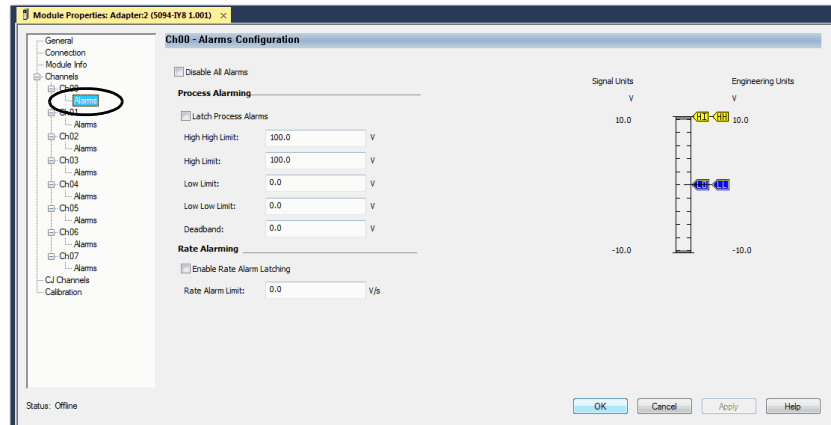 Module Properties: Adapter:2 (5094-IY8 1.001) ×
General
Connection
Module Info
Channels
Ch00
Alarms
Ch01
Alarms
Ch02
Alarms
Ch03
Alarms
Ch04
Alarms
Ch05
Alarms
Ch06
Alarms
Ch07
Alarms
CJ Channels
Calibration
Ch00 - Alarms Configuration
Disable All Alarms
Process Alarming
Latch Process Alarms
High High Limit: 100.0 V
High Limit: 100.0 V
Low Limit: 0.0 V
Low Low Limit: 0.0 V
Deadband: 0.0 V
Rate Alarming
Enable Rate Alarm Latching
Rate Alarm Limit: 0.0 V/s
Signal Units Engineering Units
V V
10.0 HI HH 10.0
LO LL
-10.0 -10.0
Status: Offline
OK Cancel Apply Help